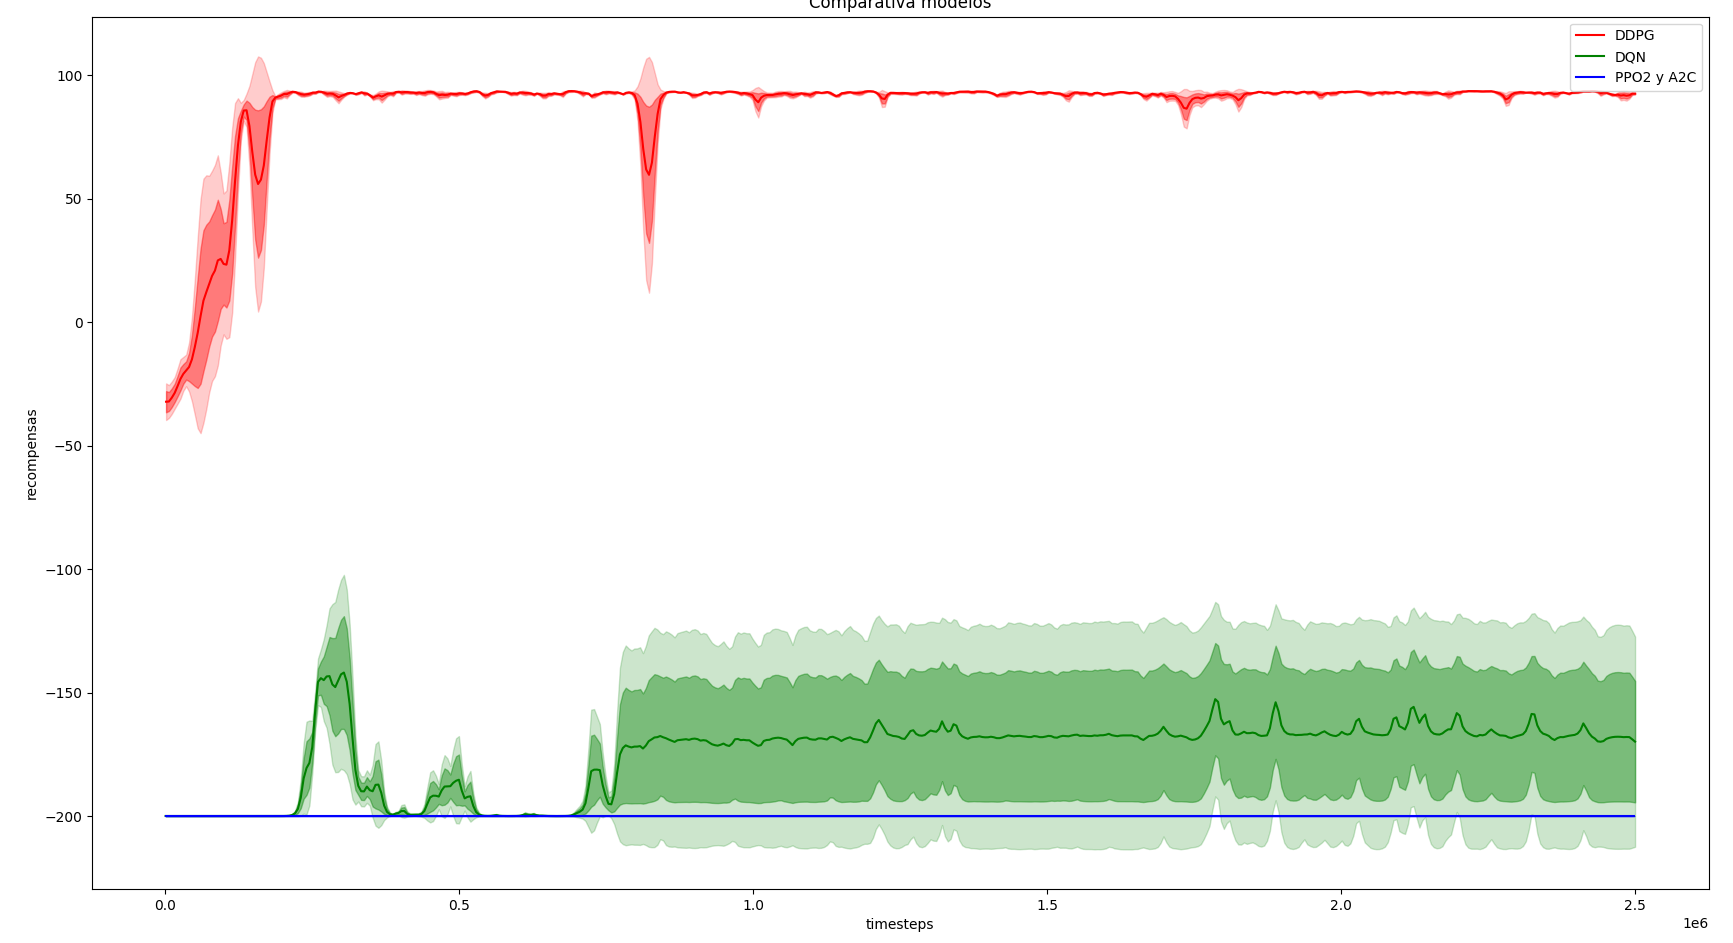 Comparativa modelos
DDPG
DQN
PPO2 y A2C
recompensas
100
50
0
−50
−100
−150
−200
0.0 0.5 1.0 1.5 2.0 2.5
1e6
timesteps